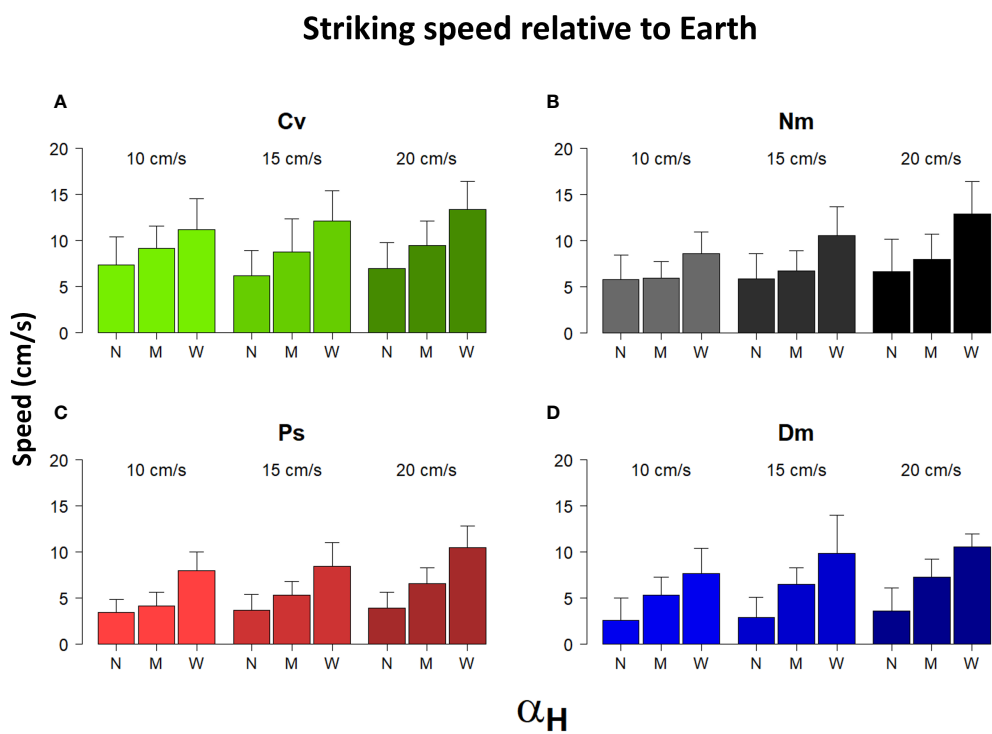 Striking speed relative to Earth
A
Cv
20
15
10
5
0
10 cm/s 15 cm/s 20 cm/s
N M W N M W N M W
B
Nm
20
15
10
5
0
10 cm/s 15 cm/s 20 cm/s
N M W N M W N M W
Speed (cm/s)
C
Ps
20
15
10
5
0
10 cm/s 15 cm/s 20 cm/s
N M W N M W N M W
D
Dm
20
15
10
5
0
10 cm/s 15 cm/s 20 cm/s
N M W N M W N M W
αH